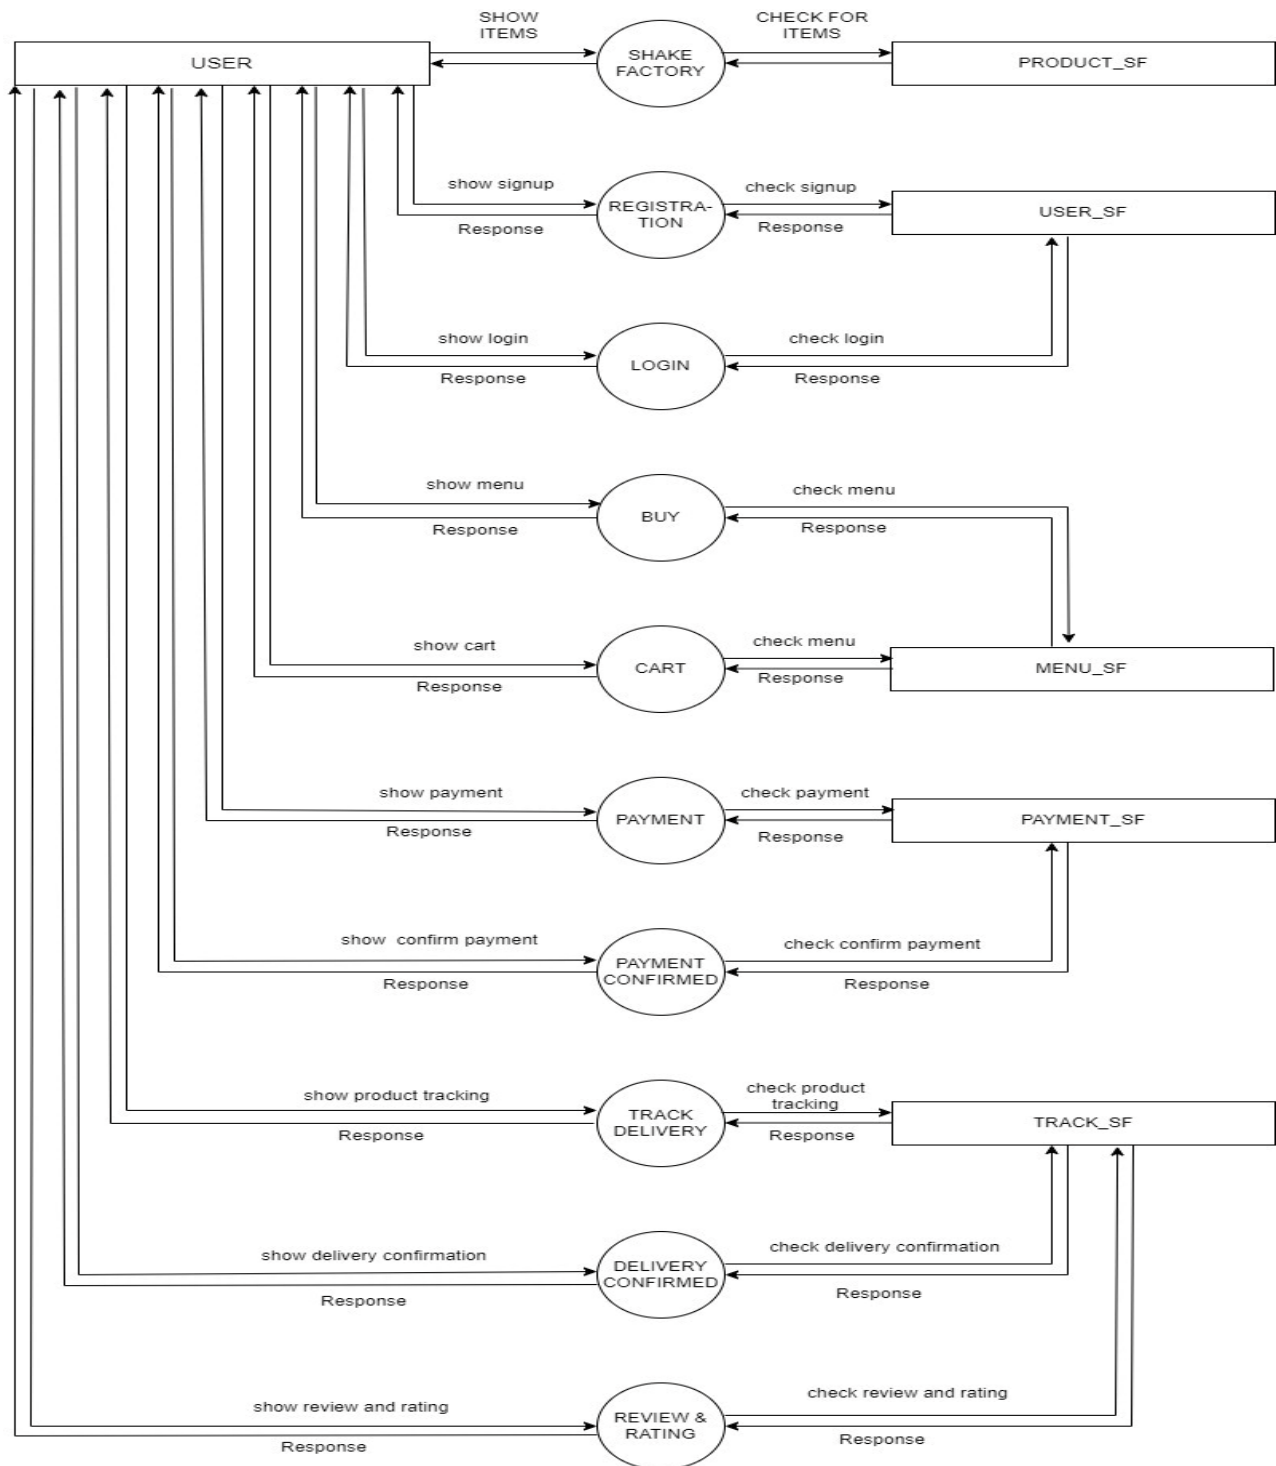 SHOW
ITEMS
CHECK FOR
ITEMS
USER
SHAKE
FACTORY
PRODUCT_SF
show signup
Response
REGISTRA-
TION
check signup
Response
USER_SF
show login
Response
LOGIN
check login
Response
show menu
Response
BUY
check menu
Response
show cart
Response
CART
check menu
Response
MENU_SF
show payment
Response
PAYMENT
check payment
Response
PAYMENT_SF
show  confirm payment
Response
PAYMENT
CONFIRMED
check confirm payment
Response
show product tracking
Response
TRACK
DELIVERY
check product
tracking
Response
TRACK_SF
show delivery confirmation
Response
DELIVERY
CONFIRMED
check delivery confirmation
Response
show review and rating
Response
REVIEW &
RATING
check review and rating
Response